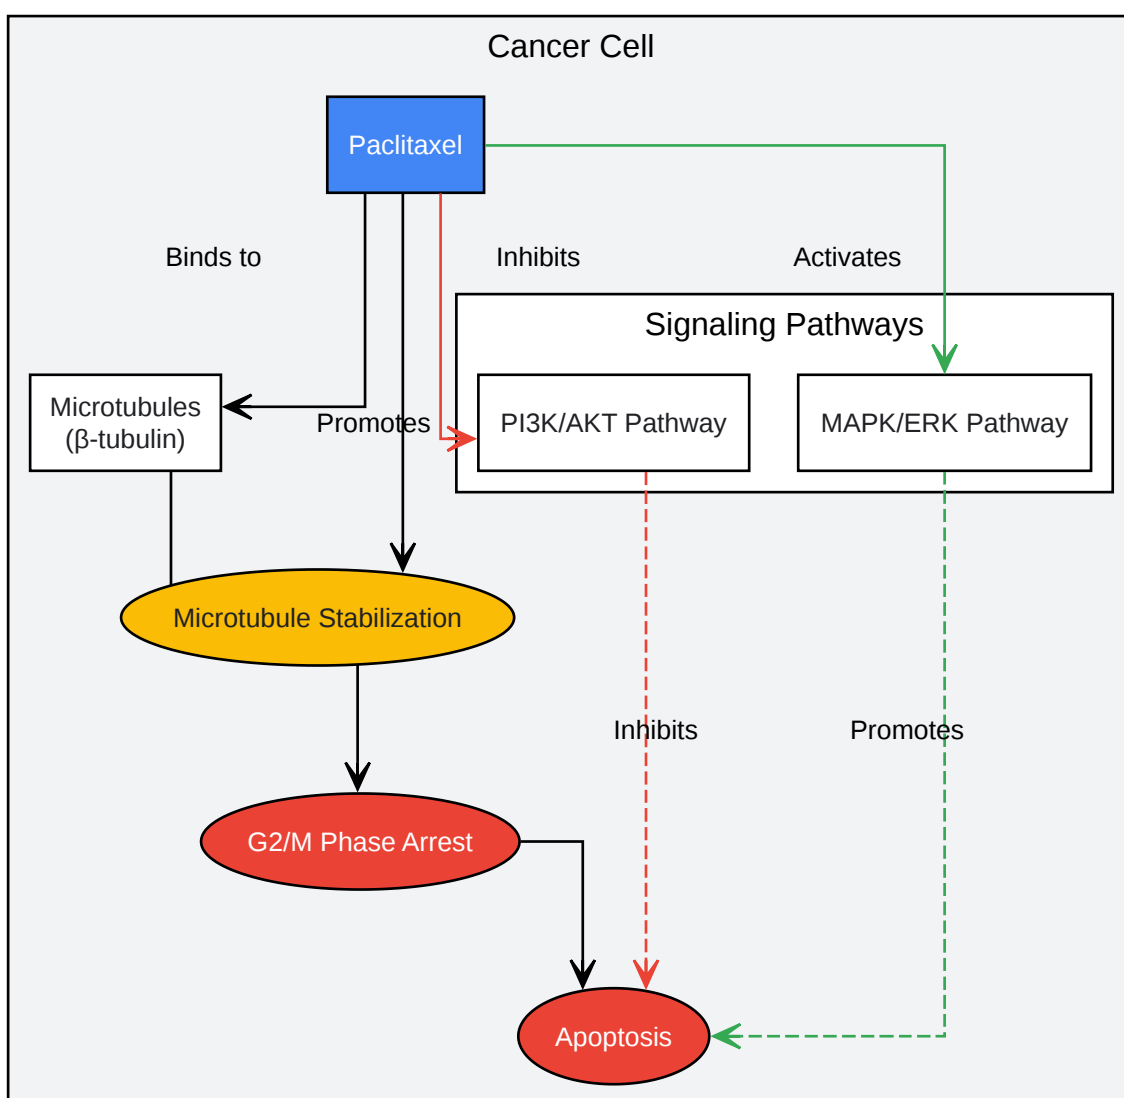 Cancer Cell
Paclitaxel
Binds to
Inhibits
Activates
Signaling Pathways
Microtubules
(β-tubulin)
Promotes
PI3K/AKT Pathway
MAPK/ERK Pathway
Microtubule Stabilization
Inhibits
Promotes
G2/M Phase Arrest
Apoptosis